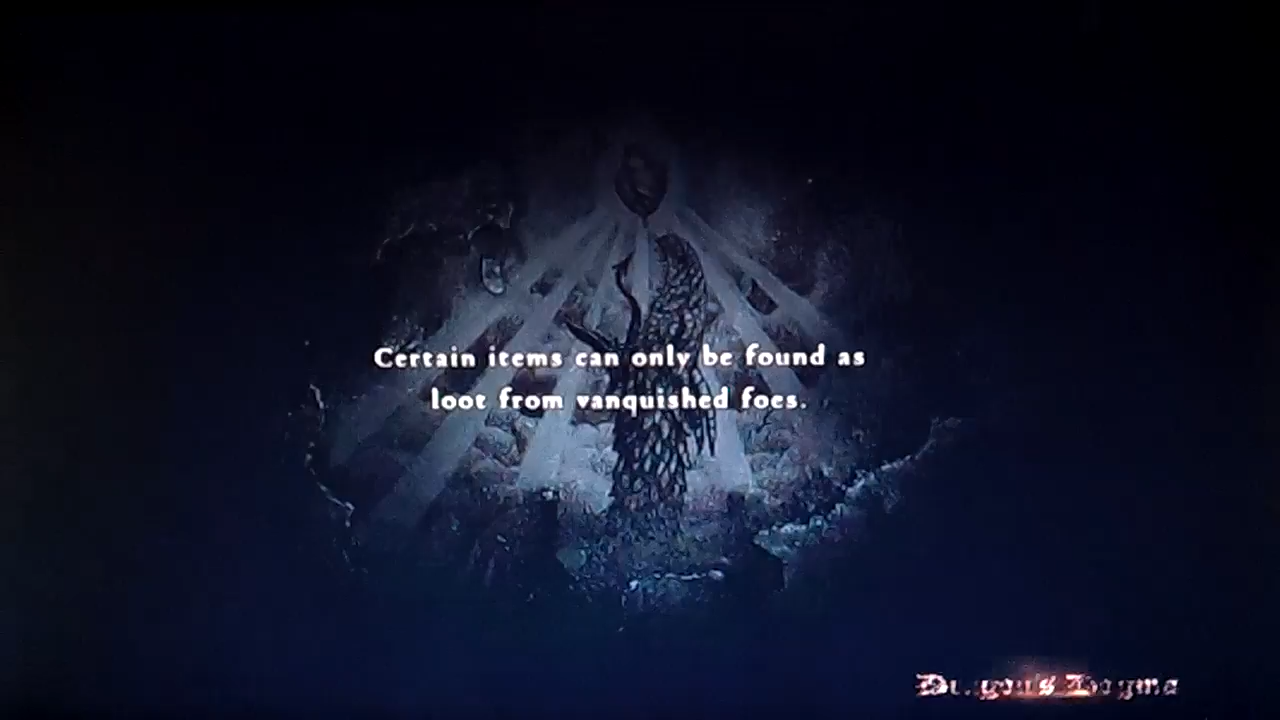 Certain items can only be found as
loot from vanquished foes.
Dragon's Dogma